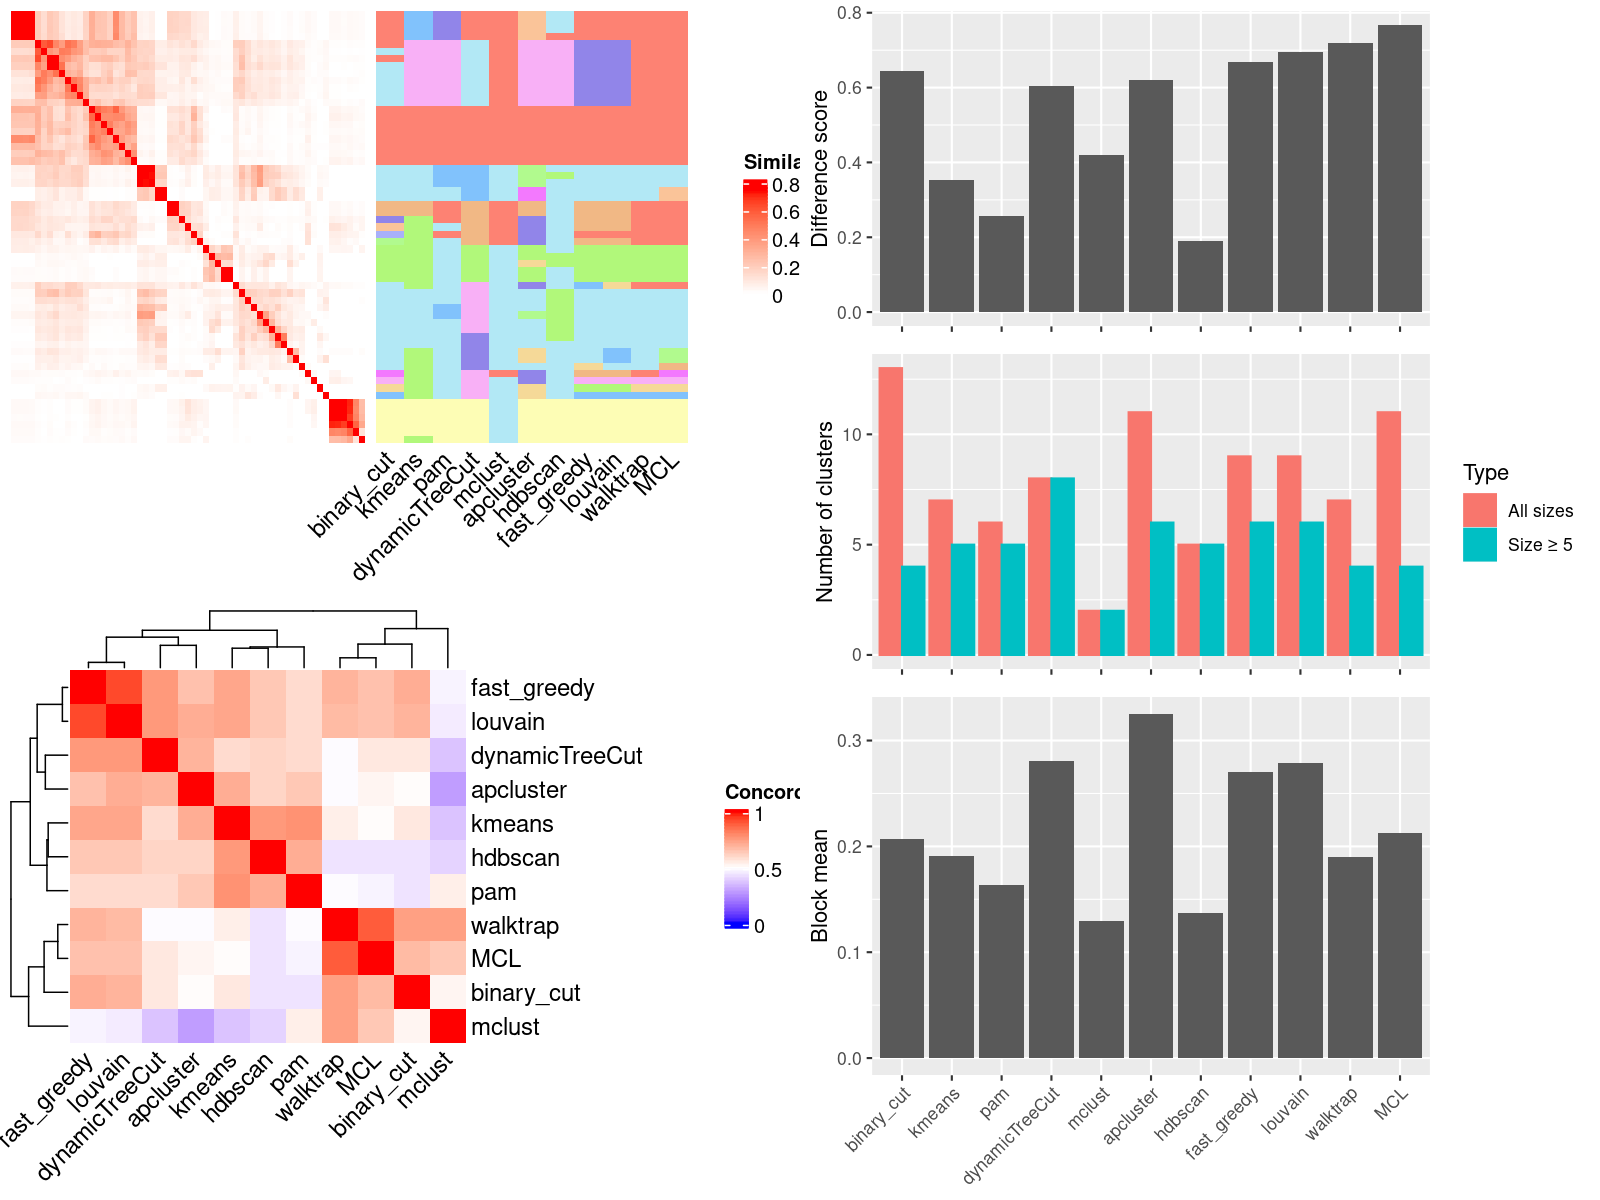 Simila
0.8
0.6
0.4
0.2
0
binary_cut
kmeans
pam
dynamicTreeCut
mclust
apcluster
hdbscan
fast_greedy
louvain
walktrap
MCL
fast_greedy
louvain
dynamicTreeCut
apcluster
kmeans
hdbscan
pam
walktrap
MCL
binary_cut
mclust
Concord
1
0.5
0
fast_greedy
louvain
dynamicTreeCut
apcluster
kmeans
hdbscan
pam
walktrap
MCL
binary_cut
mclust
Difference score
0.8
0.6
0.4
0.2
0.0
Number of clusters
10
5
0
Type
All sizes
Size ≥ 5
Block mean
0.3
0.2
0.1
0.0
binary_cut
kmeans
pam
dynamicTreeCut
mclust
apcluster
hdbscan
fast_greedy
louvain
walktrap
MCL